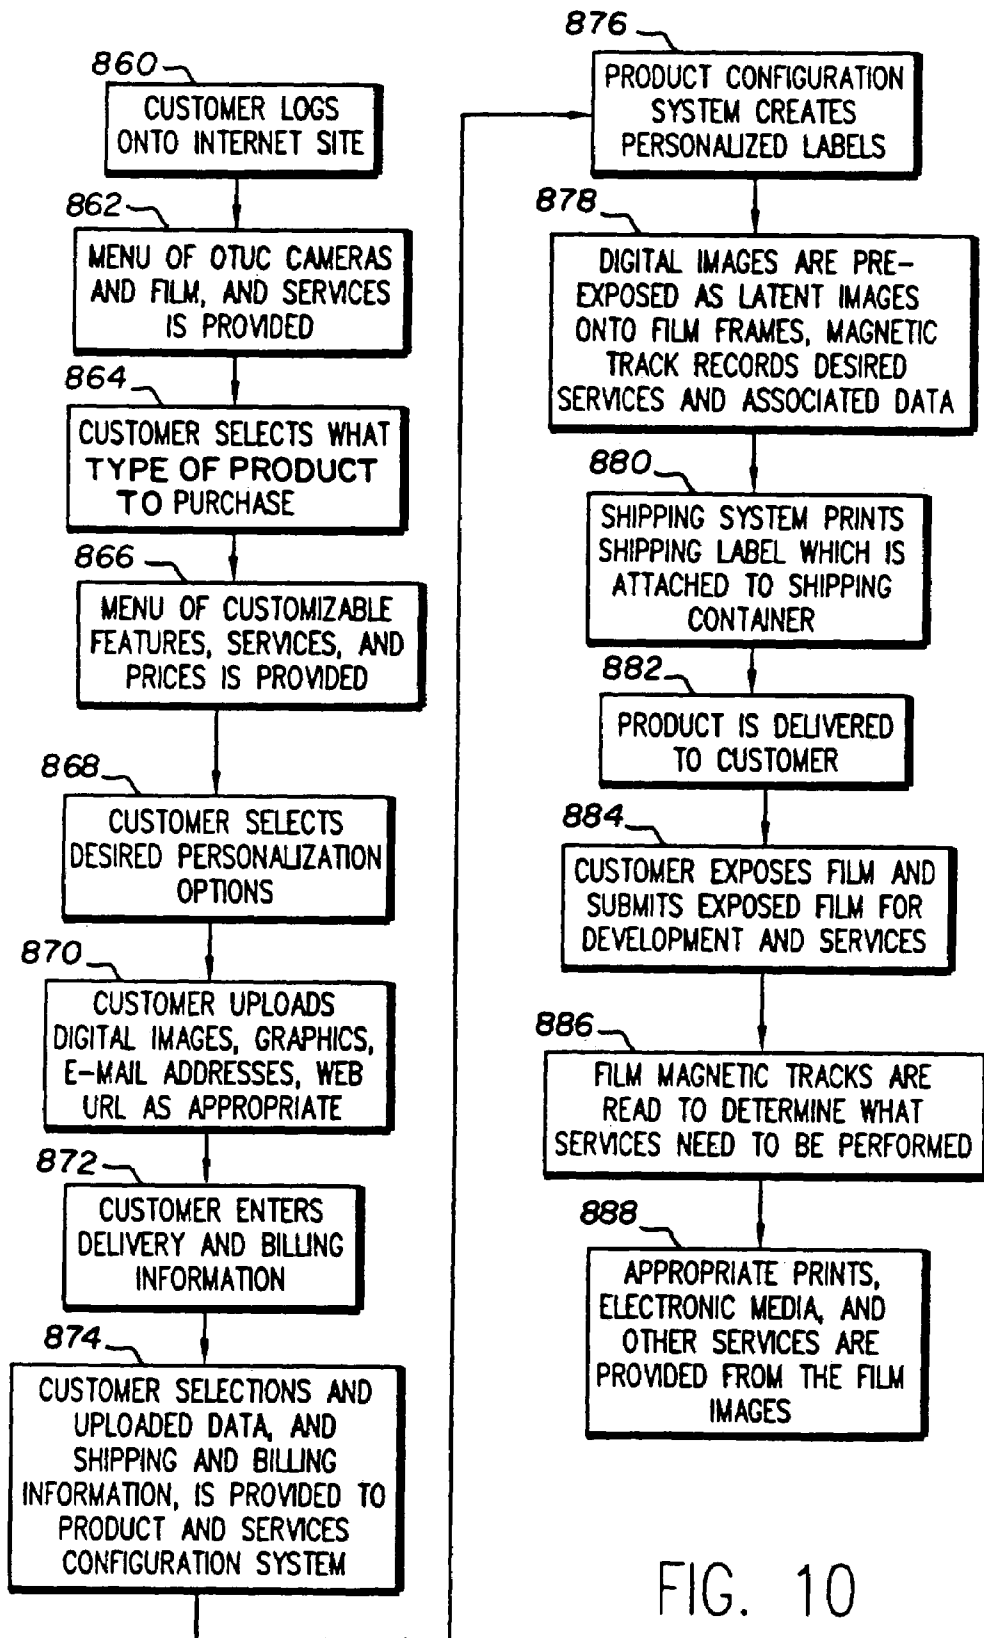 860
CUSTOMER LOGS
ONTO INTERNET SITE
862
MENU OF OTUC CAMERAS
AND FILM, AND SERVICES
IS PROVIDED
864
CUSTOMER SELECTS WHAT
TYPE OF PRODUCT
TO PURCHASE
866
MENU OF CUSTOMIZABLE
FEATURES, SERVICES, AND
PRICES IS PROVIDED
868
CUSTOMER SELECTS
DESIRED PERSONALIZATION
OPTIONS
870
CUSTOMER UPLOADS
DIGITAL IMAGES, GRAPHICS,
E-MAIL ADDRESSES, WEB
URL AS APPROPRIATE
872
CUSTOMER ENTERS
DELIVERY AND BILLING
INFORMATION
874
CUSTOMER SELECTIONS AND
UPLOADED DATA, AND
SHIPPING AND BILLING
INFORMATION, IS PROVIDED TO
PRODUCT AND SERVICES
CONFIGURATION SYSTEM
876
PRODUCT CONFIGURATION
SYSTEM CREATES
PERSONALIZED LABELS
878
DIGITAL IMAGES ARE PRE-
EXPOSED AS LATENT IMAGES
ONTO FILM FRAMES, MAGNETIC
TRACK RECORDS DESIRED
SERVICES AND ASSOCIATED DATA
880
SHIPPING SYSTEM PRINTS
SHIPPING LABEL WHICH IS
ATTACHED TO SHIPPING
CONTAINER
882
PRODUCT IS DELIVERED
TO CUSTOMER
884
CUSTOMER EXPOSES FILM AND
SUBMITS EXPOSED FILM FOR
DEVELOPMENT AND SERVICES
886
FILM MAGNETIC TRACKS ARE
READ TO DETERMINE WHAT
SERVICES NEED TO BE PERFORMED
888
APPROPRIATE PRINTS,
ELECTRONIC MEDIA, AND
OTHER SERVICES ARE
PROVIDED FROM THE FILM
IMAGES
FIG. 10